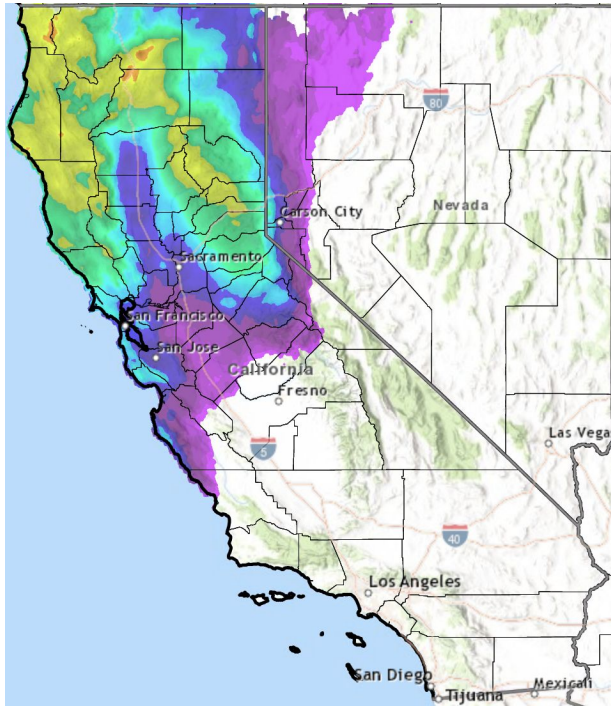 80
Nevada
Carson City
Sacramento
San Francisco
San Jose
California
Fresno
Las Vega
5
40
Los Angeles
San Diego
Mexicali
Tijuana